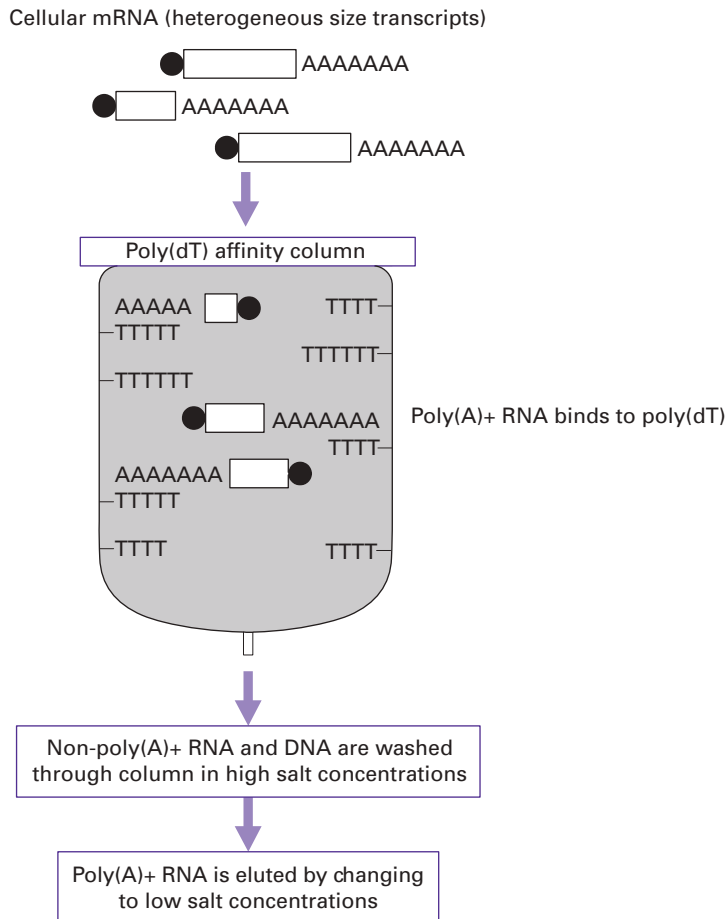 Cellular mRNA (heterogeneous size transcripts)
AAAAAAA
AAAAAAA
AAAAAAA
Poly(dT) affinity column
AAAAA
TTTT
TTTTT
TTTTTT
TTTTTT
AAAAAAA
Poly(A)+ RNA binds to poly(dT)
TTTT
AAAAAAA
TTTTT
TTTT
TTTT
Non-poly(A)+ RNA and DNA are washed
through column in high salt concentrations
Poly(A)+ RNA is eluted by changing
to low salt concentrations